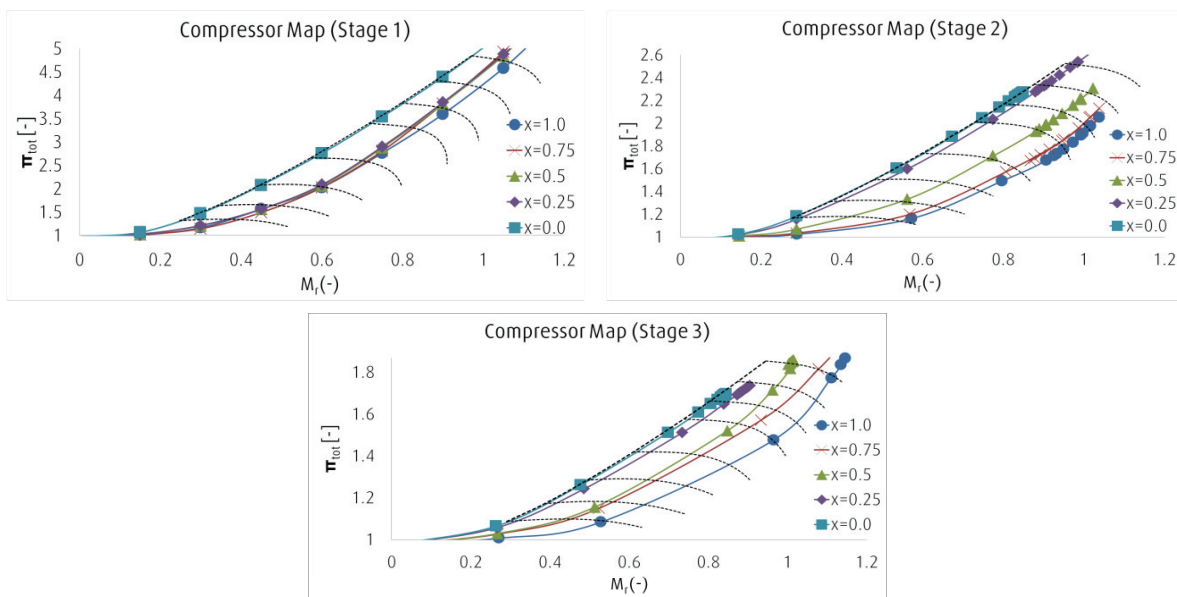 Compressor Map (Stage 1)
5
4.5
4
3.5
3
2.5
2
1.5
1
π_tot [-]
0
0.2
0.4
0.6
0.8
1
1.2
M_r(-)
x=1.0
x=0.75
x=0.5
x=0.25
x=0.0
Compressor Map (Stage 2)
2.6
2.4
2.2
2
1.8
1.6
1.4
1.2
1
π_tot [-]
0
0.2
0.4
0.6
0.8
1
1.2
M_r(-)
x=1.0
x=0.75
x=0.5
x=0.25
x=0.0
Compressor Map (Stage 3)
1.8
1.6
1.4
1.2
1
π_tot [-]
0
0.2
0.4
0.6
0.8
1
1.2
M_r(-)
x=1.0
x=0.75
x=0.5
x=0.25
x=0.0